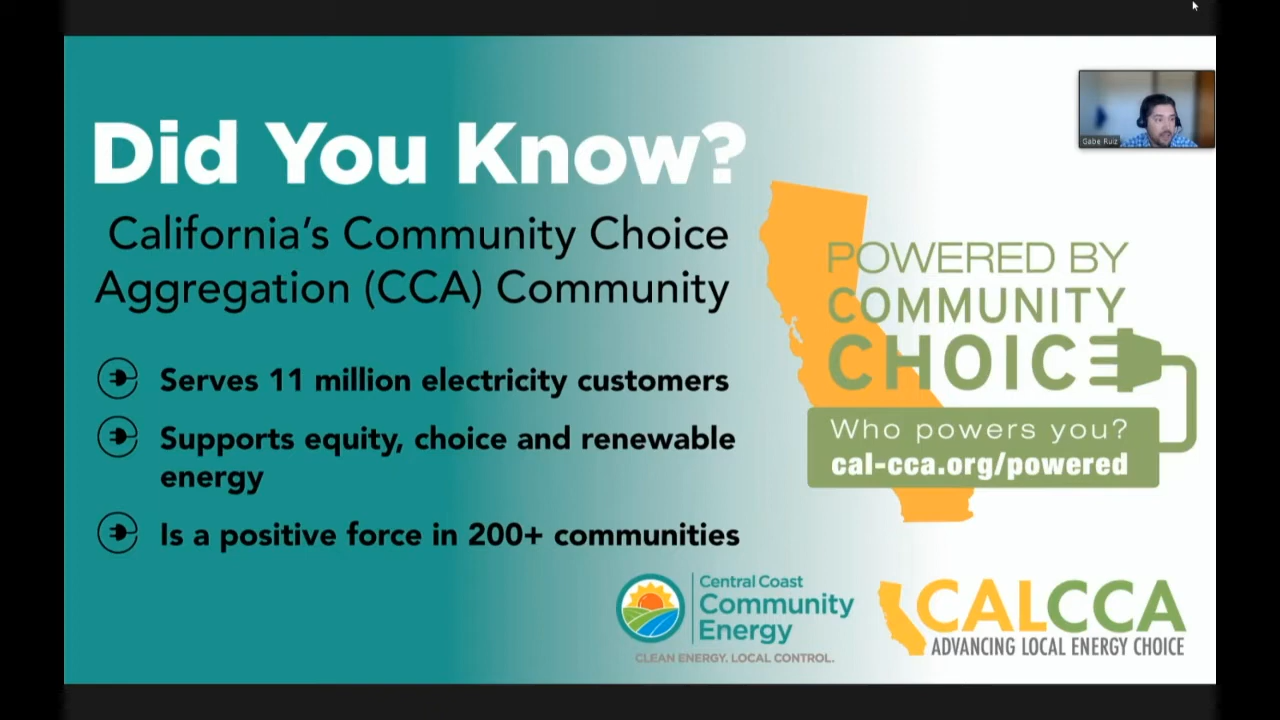 Did You Know?
California's Community Choice
Aggregation (CCA) Community
Serves 11 million electricity customers
Supports equity, choice and renewable
energy
Is a positive force in 200+ communities
Gabe Ruiz
POWERED BY
COMMUNITY
CHOICE
Who powers you?
cal-cca.org/powered
Central Coast
Community
Energy
CLEAN ENERGY. LOCAL CONTROL.
CALCCA
ADVANCING LOCAL ENERGY CHOICE